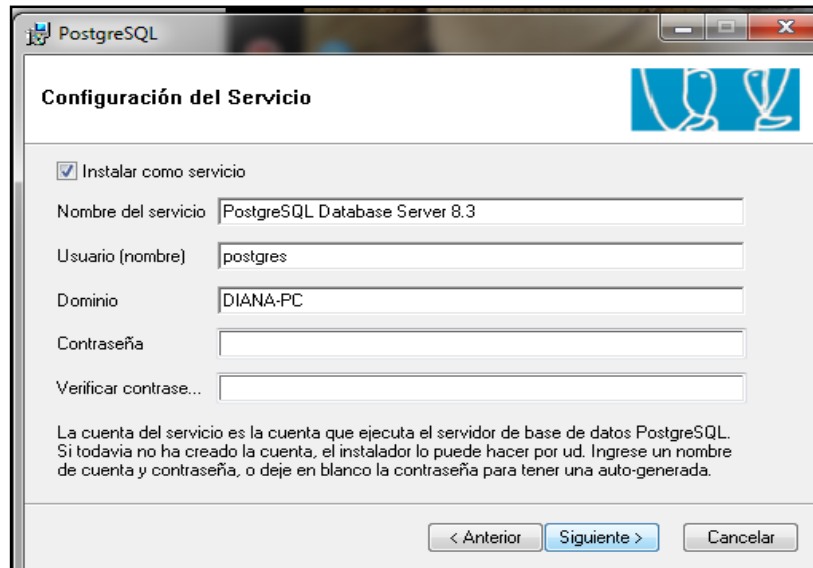 PostgreSQL
Configuración del Servicio
Instalar como servicio
Nombre del servicio PostgreSQL Database Server 8.3
Usuario (nombre) postgres
Dominio DIANA-PC
Contraseña
Verificar contrase...
La cuenta del servicio es la cuenta que ejecuta el servidor de base de datos PostgreSQL.
Si todavia no ha creado la cuenta, el instalador lo puede hacer por ud. Ingrese un nombre
de cuenta y contraseña, o deje en blanco la contraseña para tener una auto-generada.
< Anterior Siguiente > Cancelar